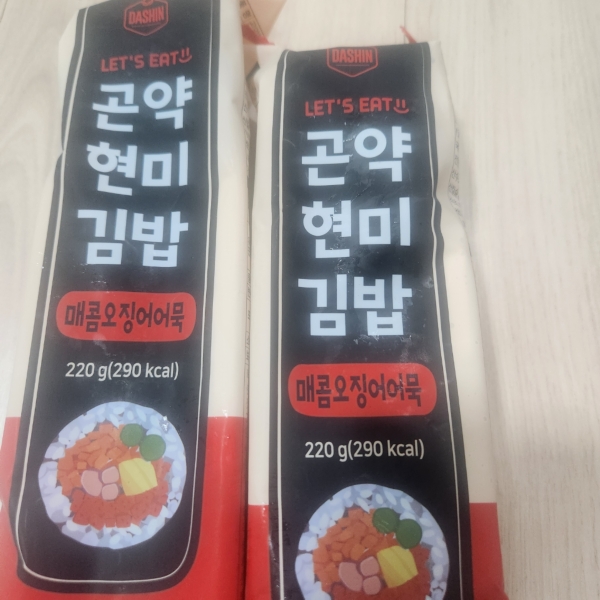 DASHIN
LET'S EAT
곤약
현미
김밥
매콤오징어어묵
220 g(290 kcal)
DASHIN
LET'S EAT
곤약
현미
김밥
매콤오징어어묵
220 g(290 kcal)